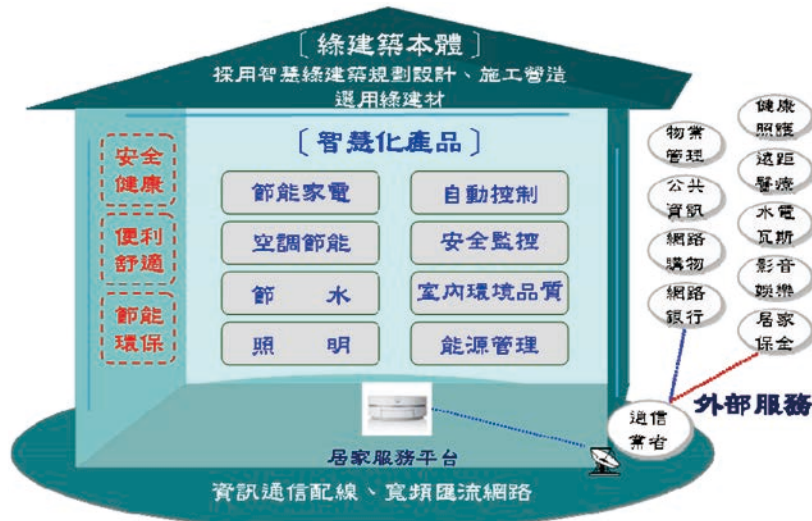 〔綠建築本體〕
採用智慧綠建築規劃設計、施工營造
選用綠建材
安全
健康
便利
舒適
節能
環保
〔智慧化產品〕
節能家電
自動控制
空調節能
安全監控
節 水
室內環境品質
照 明
能源管理
物業
管理
公共
資訊
網路
購物
網路
銀行
健康
照護
遠距
醫療
水電
瓦斯
影音
娛樂
居家
保全
外部服務
通信
業者
居家服務平台
資訊通信配線、寬頻匯流網路